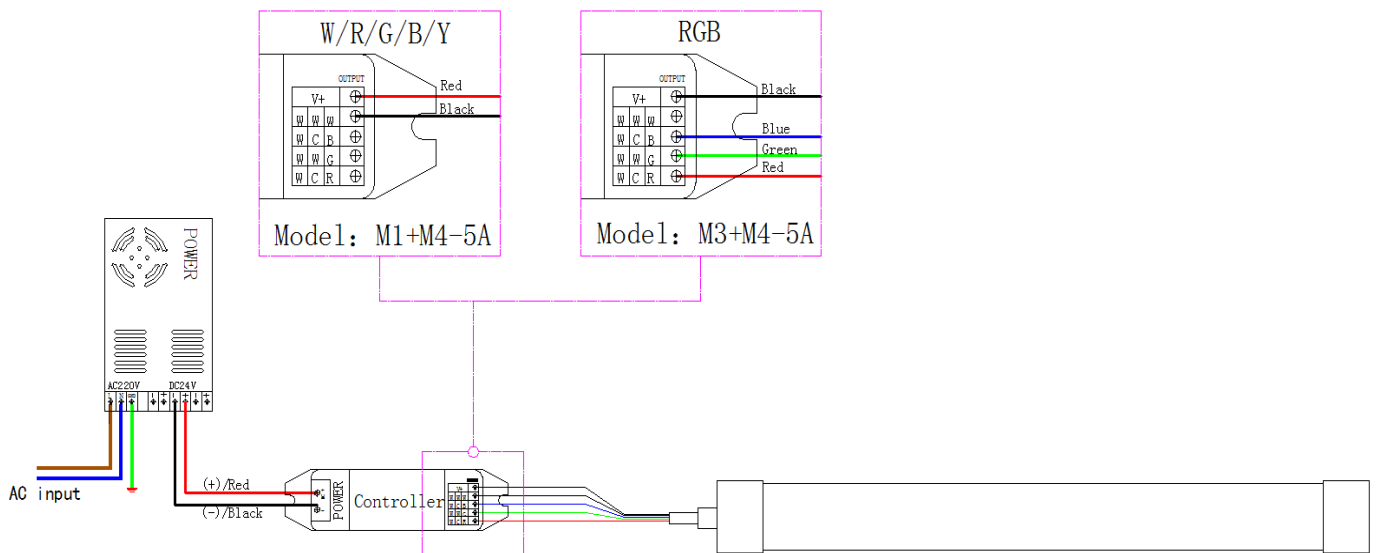 W/R/G/B/Y
OUTPUT
V+
W W W
W C B
W W G
W C R
Red
Black
Model: M1+M4-5A
RGB
OUTPUT
V+
W W W
W C B
W W G
W C R
Black
Blue
Green
Red
Model: M3+M4-5A
POWER
AC220V
DC24V
L N
- + - + - +
AC input
(+)/Red
(-)/Black
POWER
Controller
V+
W W W
W C B
W W G
W C R